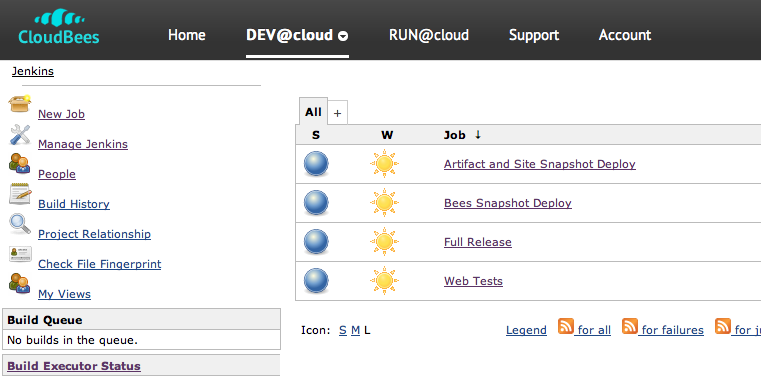 CloudBees
Home
DEV@cloud
RUN@cloud
Support
Account
Jenkins
New Job
Manage Jenkins
People
Build History
Project Relationship
Check File Fingerprint
My Views
Build Queue
No builds in the queue.
Build Executor Status
All
+
S W Job ↓
Artifact and Site Snapshot Deploy
Bees Snapshot Deploy
Full Release
Web Tests
Icon: S M L
Legend for all for failures for